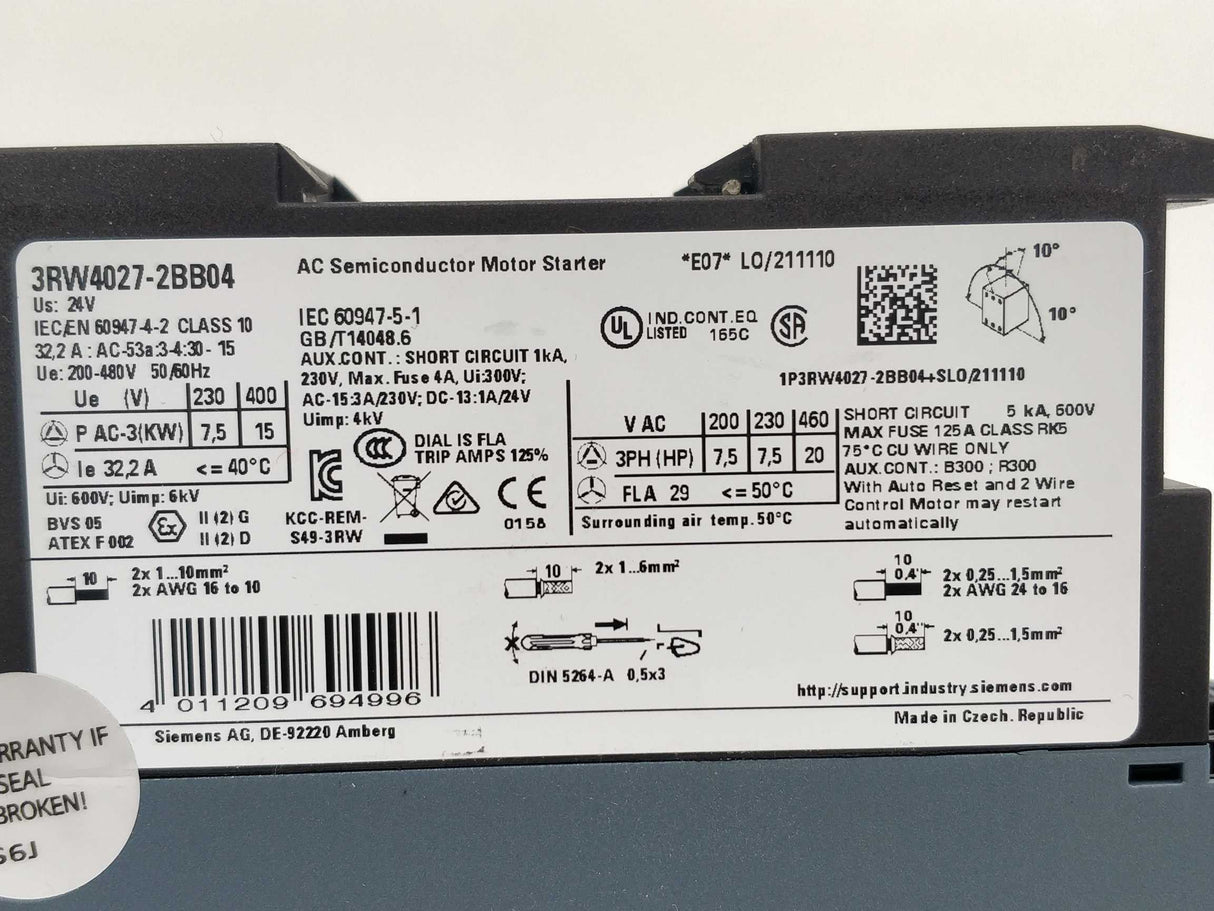 3RW4027-2BB04
Us: 24V
IEC/EN 60947-4-2 CLASS 10
32,2 A : AC-53a:3-4:30- 15
Ue: 200-480V 50/60Hz
Ue (V) 230 400
P AC-3(KW) 7,5 15
Ie 32,2 A <= 40°C
Ui: 600V; Uimp: 6kV
BVS 05
ATEX F 002
Ex
II (2) G
II (2) D
AC Semiconductor Motor Starter
IEC 60947-5-1
GB/T14048.6
AUX.CONT.: SHORT CIRCUIT 1kA,
230V, Max. Fuse 4A, Ui:300V;
AC-15:3A/230V; DC-13:1A/24V
Uimp: 4kV
CCC
DIAL IS FLA
TRIP AMPS 125%
KCC-REM-
S49-3RW
CE
0158
*E07* LO/211110
UL
IND.CONT.EQ
LISTED 165C
SA
10°
10°
1P3RW4027-2BB04+SLO/211110
V AC 200 230 460
3PH (HP) 7,5 7,5 20
FLA 29 <= 50°C
Surrounding air temp. 50°C
SHORT CIRCUIT 5 kA, 600V
MAX FUSE 125 A CLASS RK5
75°C CU WIRE ONLY
AUX.CONT.: B300 ; R300
With Auto Reset and 2 Wire
Control Motor may restart
automatically
10
2x 1...10mm²
2x AWG 16 to 10
10
2x 1...6mm²
10
0.4"
2x 0,25...1,5mm²
2x AWG 24 to 16
10
0,4"
2x 0,25...1,5mm²
DIN 5264-A 0,5x3
4 011209 694996
http://support.industry.siemens.com
Siemens AG, DE-92220 Amberg
Made in Czech. Republic
RRANTY IF
SEAL
BROKEN!
S6J